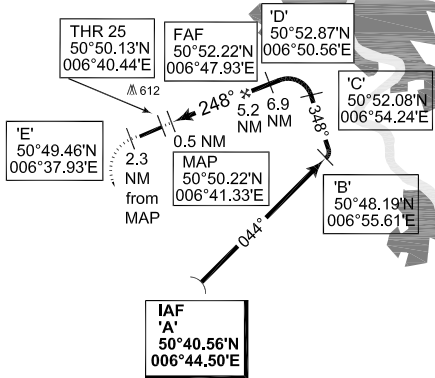 THR 25
50°50.13'N
006°40.44'E
FAF
50°52.22'N
006°47.93'E
'D'
50°52.87'N
006°50.56'E
612
248°
5.2
NM
6.9
NM
348°
'C'
50°52.08'N
006°54.24'E
'E'
50°49.46'N
006°37.93'E
2.3
NM
from
MAP
0.5 NM
MAP
50°50.22'N
006°41.33'E
'B'
50°48.19'N
006°55.61'E
044°
IAF
'A'
50°40.56'N
006°44.50'E